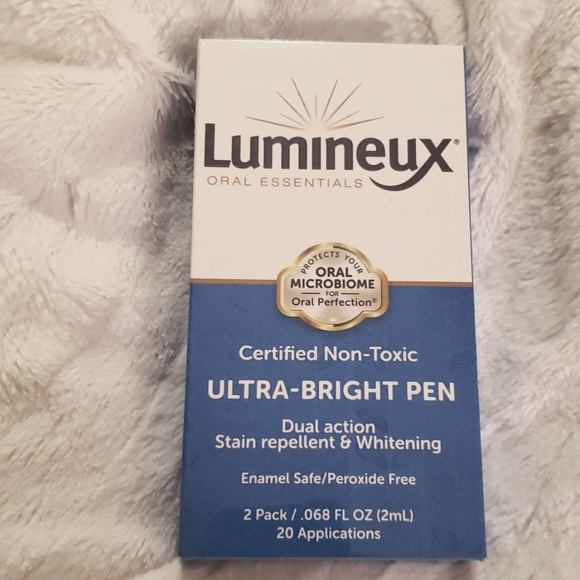 Lumineux®
ORAL ESSENTIALS
PROTECTS YOUR
ORAL
MICROBIOME
FOR
Oral Perfection®
Certified Non-Toxic
ULTRA-BRIGHT PEN
Dual action
Stain repellent & Whitening
Enamel Safe/Peroxide Free
2 Pack / .068 FL OZ (2mL)
20 Applications